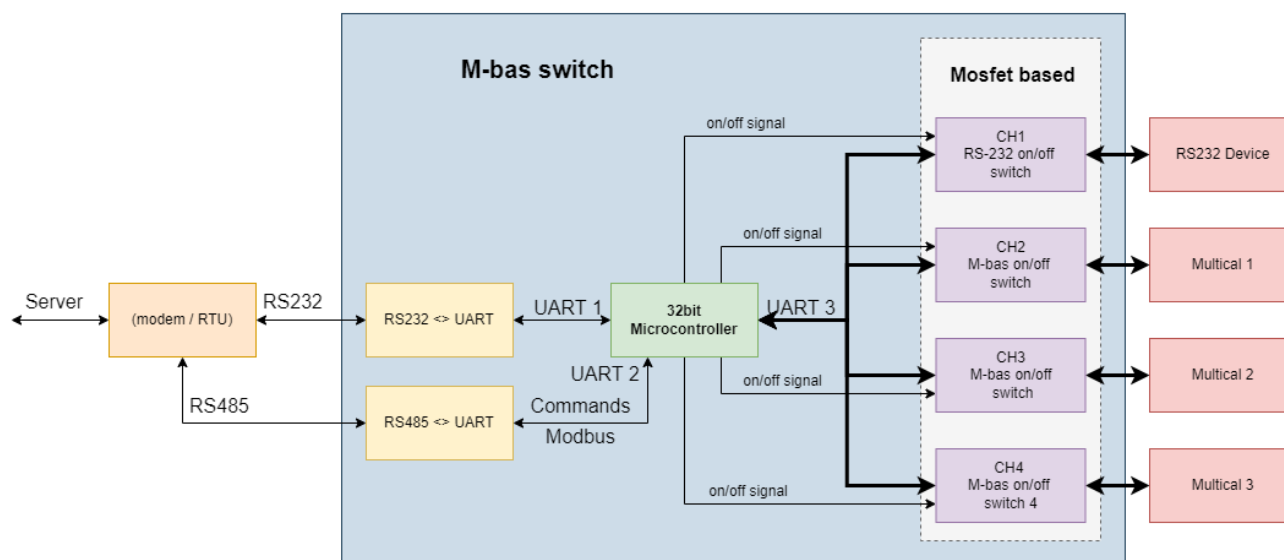 M-bas switch
Mosfet based
on/off signal
CH1
RS-232 on/off
switch
RS232 Device
on/off signal
CH2
M-bas on/off
switch
Multical 1
Server
(modem / RTU)
RS232
RS232 <> UART
UART 1
32bit
Microcontroller
UART 3
UART 2
RS485
RS485 <> UART
Commands
Modbus
on/off signal
CH3
M-bas on/off
switch
Multical 2
on/off signal
CH4
M-bas on/off
switch 4
Multical 3